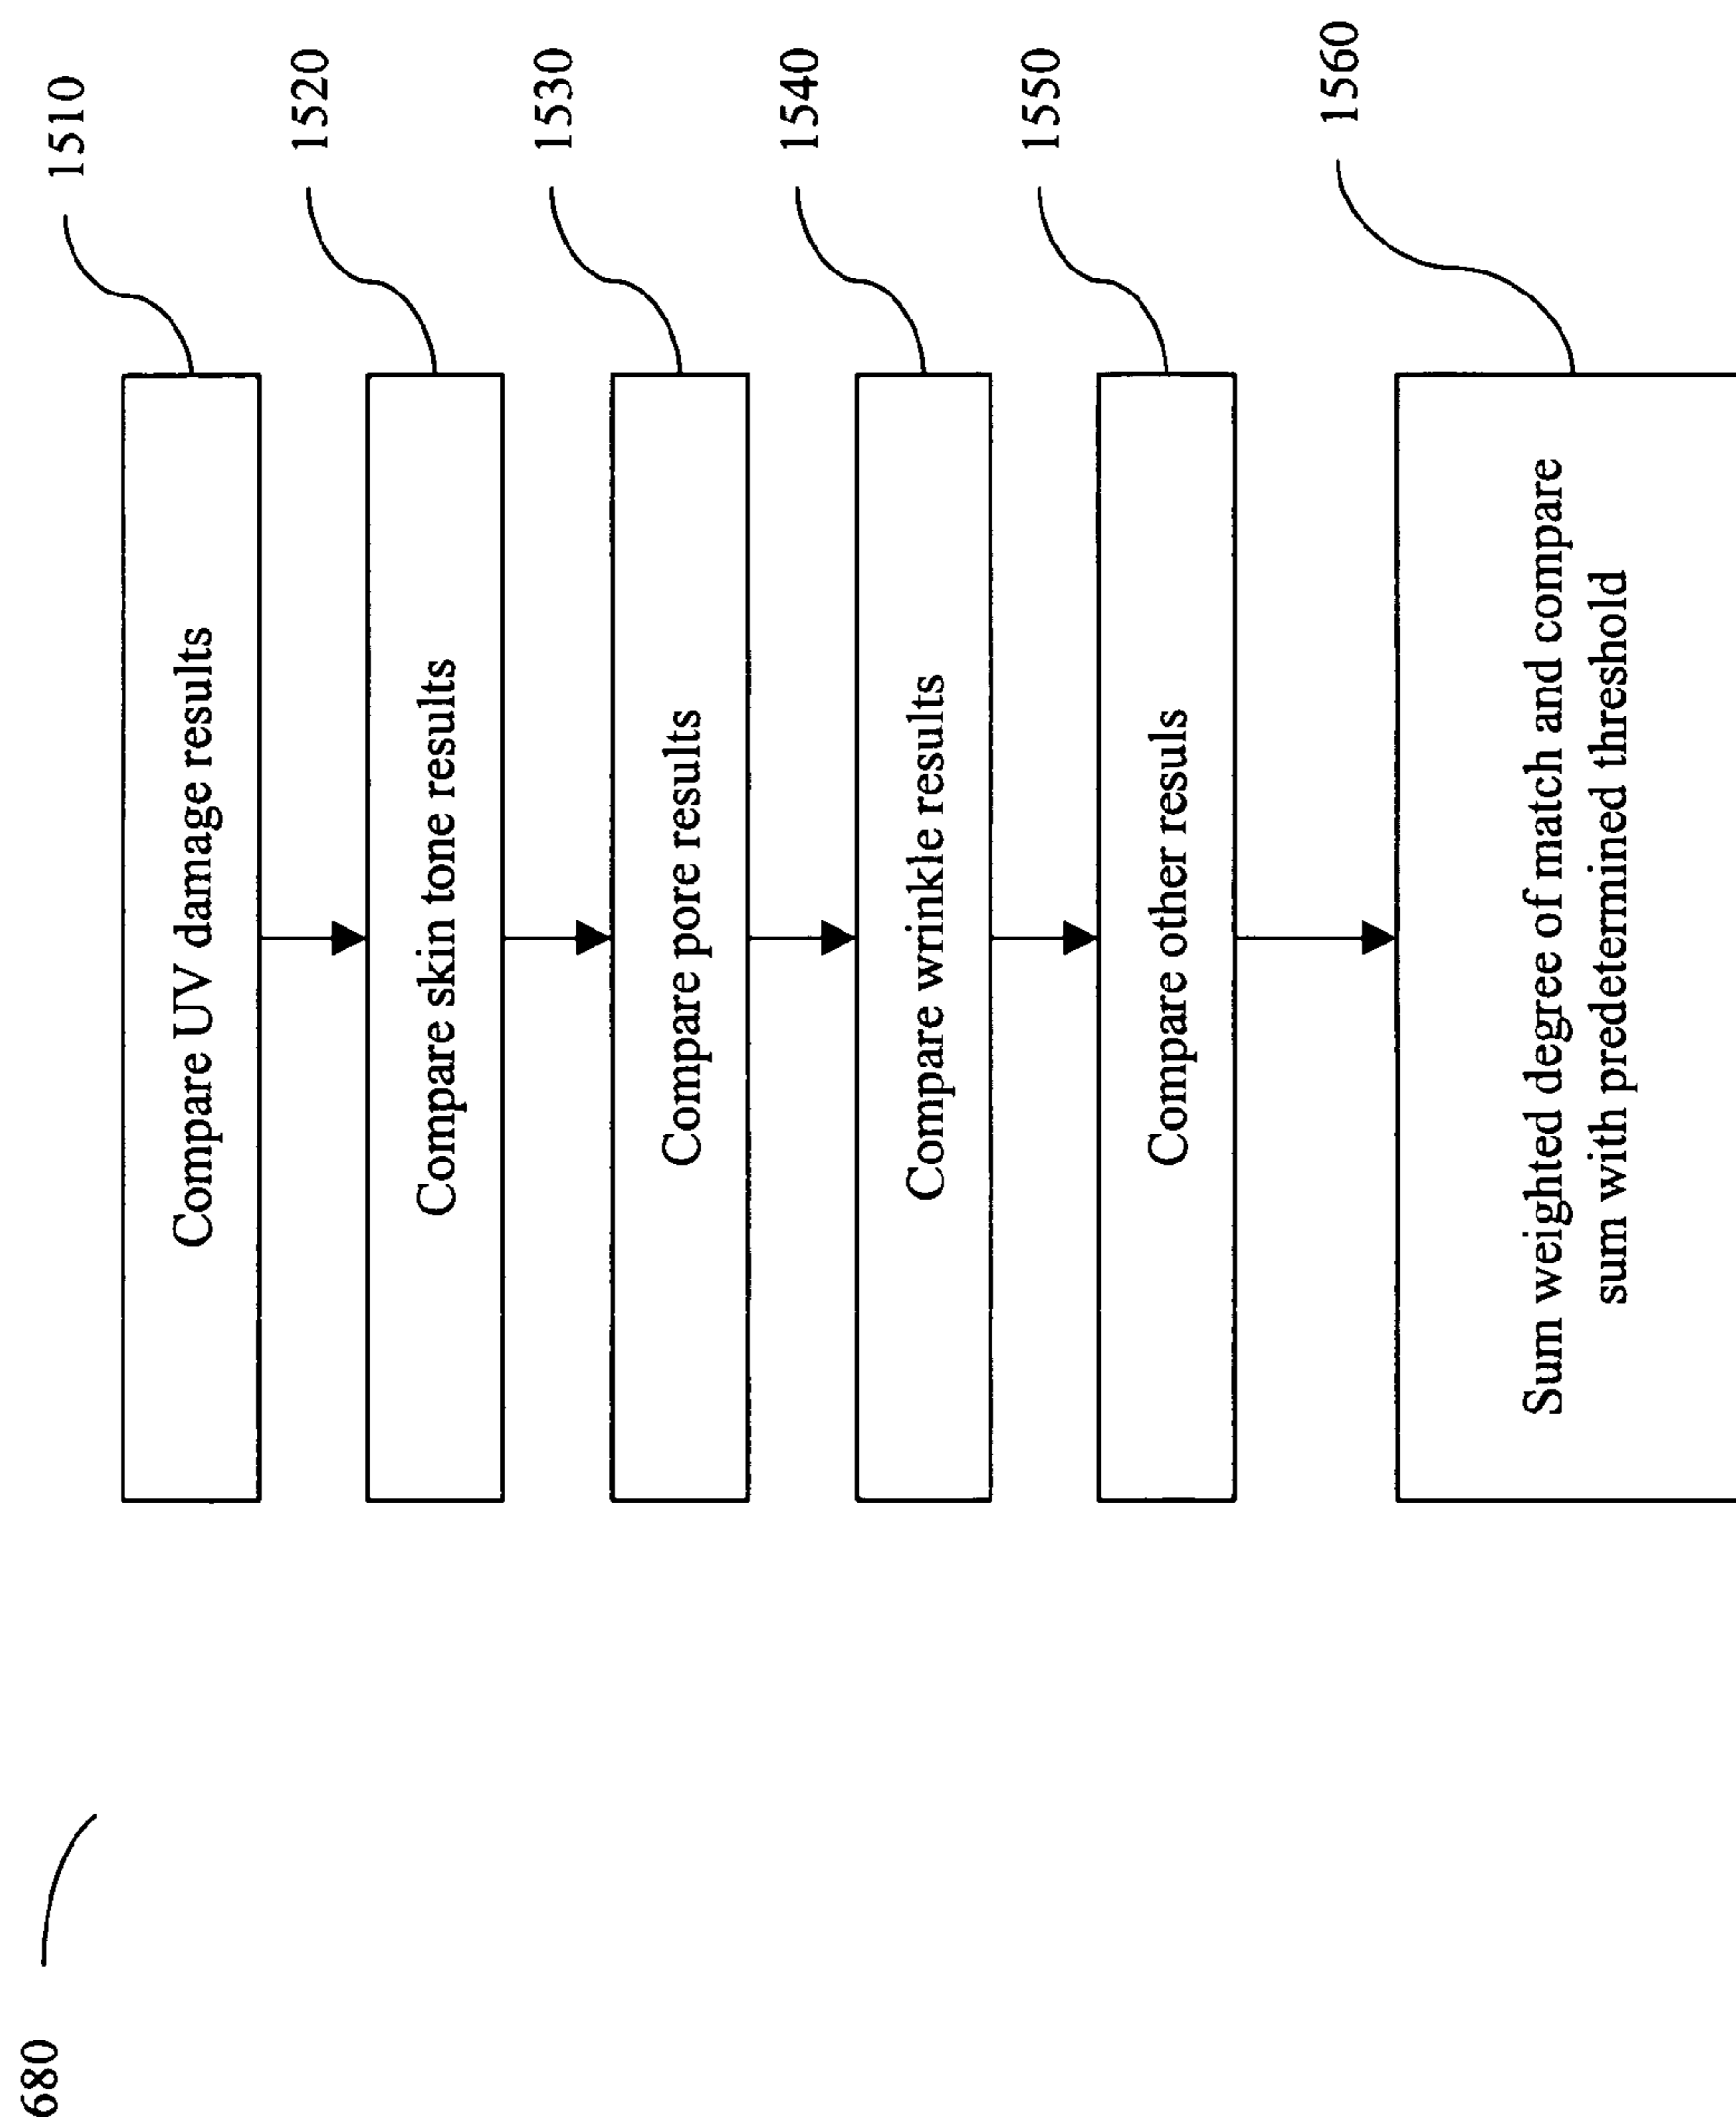 680
Compare UV damage results
1510
Compare skin tone results
1520
Compare pore results
1530
Compare wrinkle results
1540
Compare other resuls
1550
Sum weighted degree of match and compare
sum with predetermined threshold
1560